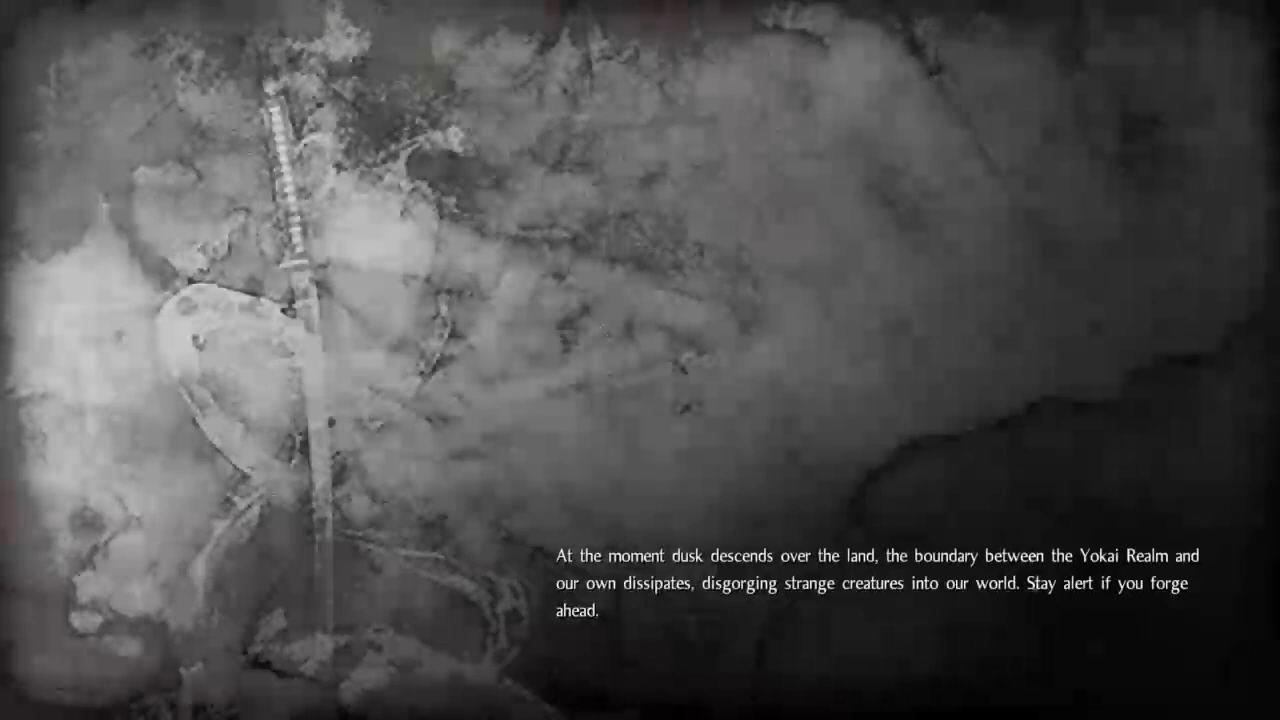 At the moment dusk descends over the land, the boundary between the Yokai Realm and
our own dissipates, disgorging strange creatures into our world. Stay alert if you forge
ahead.